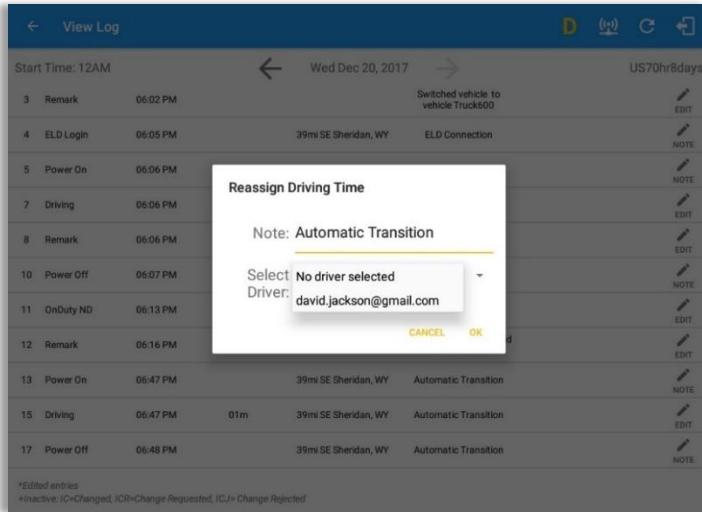 View Log D
Start Time: 12AM Wed Dec 20, 2017 US70hr8days
3 Remark 06:02 PM Switched vehicle to
vehicle Truck600 EDIT
4 ELD Login 06:05 PM 39mi SE Sheridan, WY ELD Connection NOTE
5 Power On 06:06 PM NOTE
7 Driving 06:06 PM EDIT
8 Remark 06:06 PM EDIT
10 Power Off 06:07 PM NOTE
11 OnDuty ND 06:13 PM EDIT
12 Remark 06:16 PM d EDIT
13 Power On 06:47 PM 39mi SE Sheridan, WY Automatic Transition NOTE
15 Driving 06:47 PM 01m 39mi SE Sheridan, WY Automatic Transition EDIT
17 Power Off 06:48 PM 39mi SE Sheridan, WY Automatic Transition NOTE
*Edited entries
+Inactive: IC=Changed, ICR=Change Requested, ICJ= Change Rejected
Reassign Driving Time
Note: Automatic Transition
Select
Driver:
No driver selected
david.jackson@gmail.com
CANCEL OK